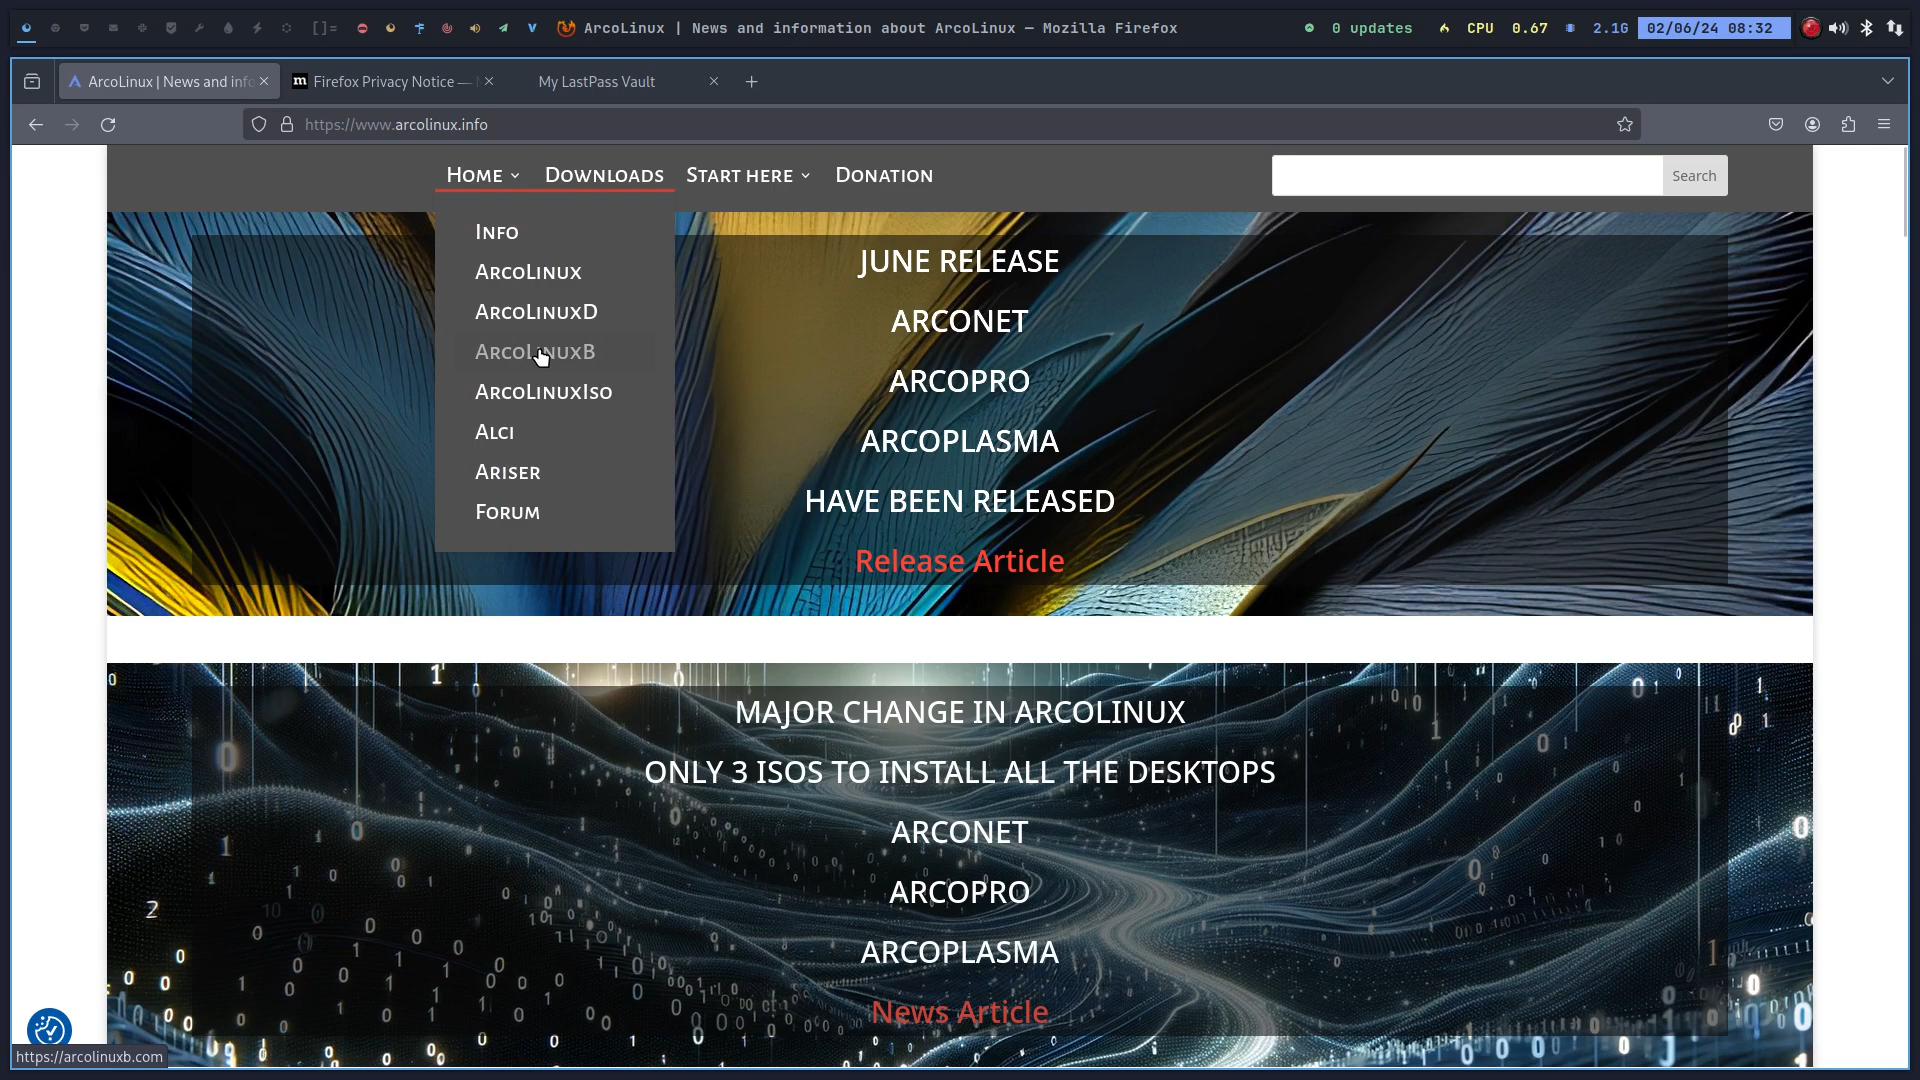 []= ArcoLinux | News and information about ArcoLinux — Mozilla Firefox 0 updates CPU 0.67 2.1G 02/06/24 08:32
ArcoLinux | News and info Firefox Privacy Notice — My LastPass Vault
https://www.arcolinux.info
Home Downloads Start here Donation Search
Info
ArcoLinux
ArcoLinuxD
ArcoLinuxB
ArcoLinuxIso
Alci
Ariser
Forum
JUNE RELEASE
ARCONET
ARCOPRO
ARCOPLASMA
HAVE BEEN RELEASED
Release Article
MAJOR CHANGE IN ARCOLINUX
ONLY 3 ISOS TO INSTALL ALL THE DESKTOPS
ARCONET
ARCOPRO
ARCOPLASMA
News Article
https://arcolinuxb.com